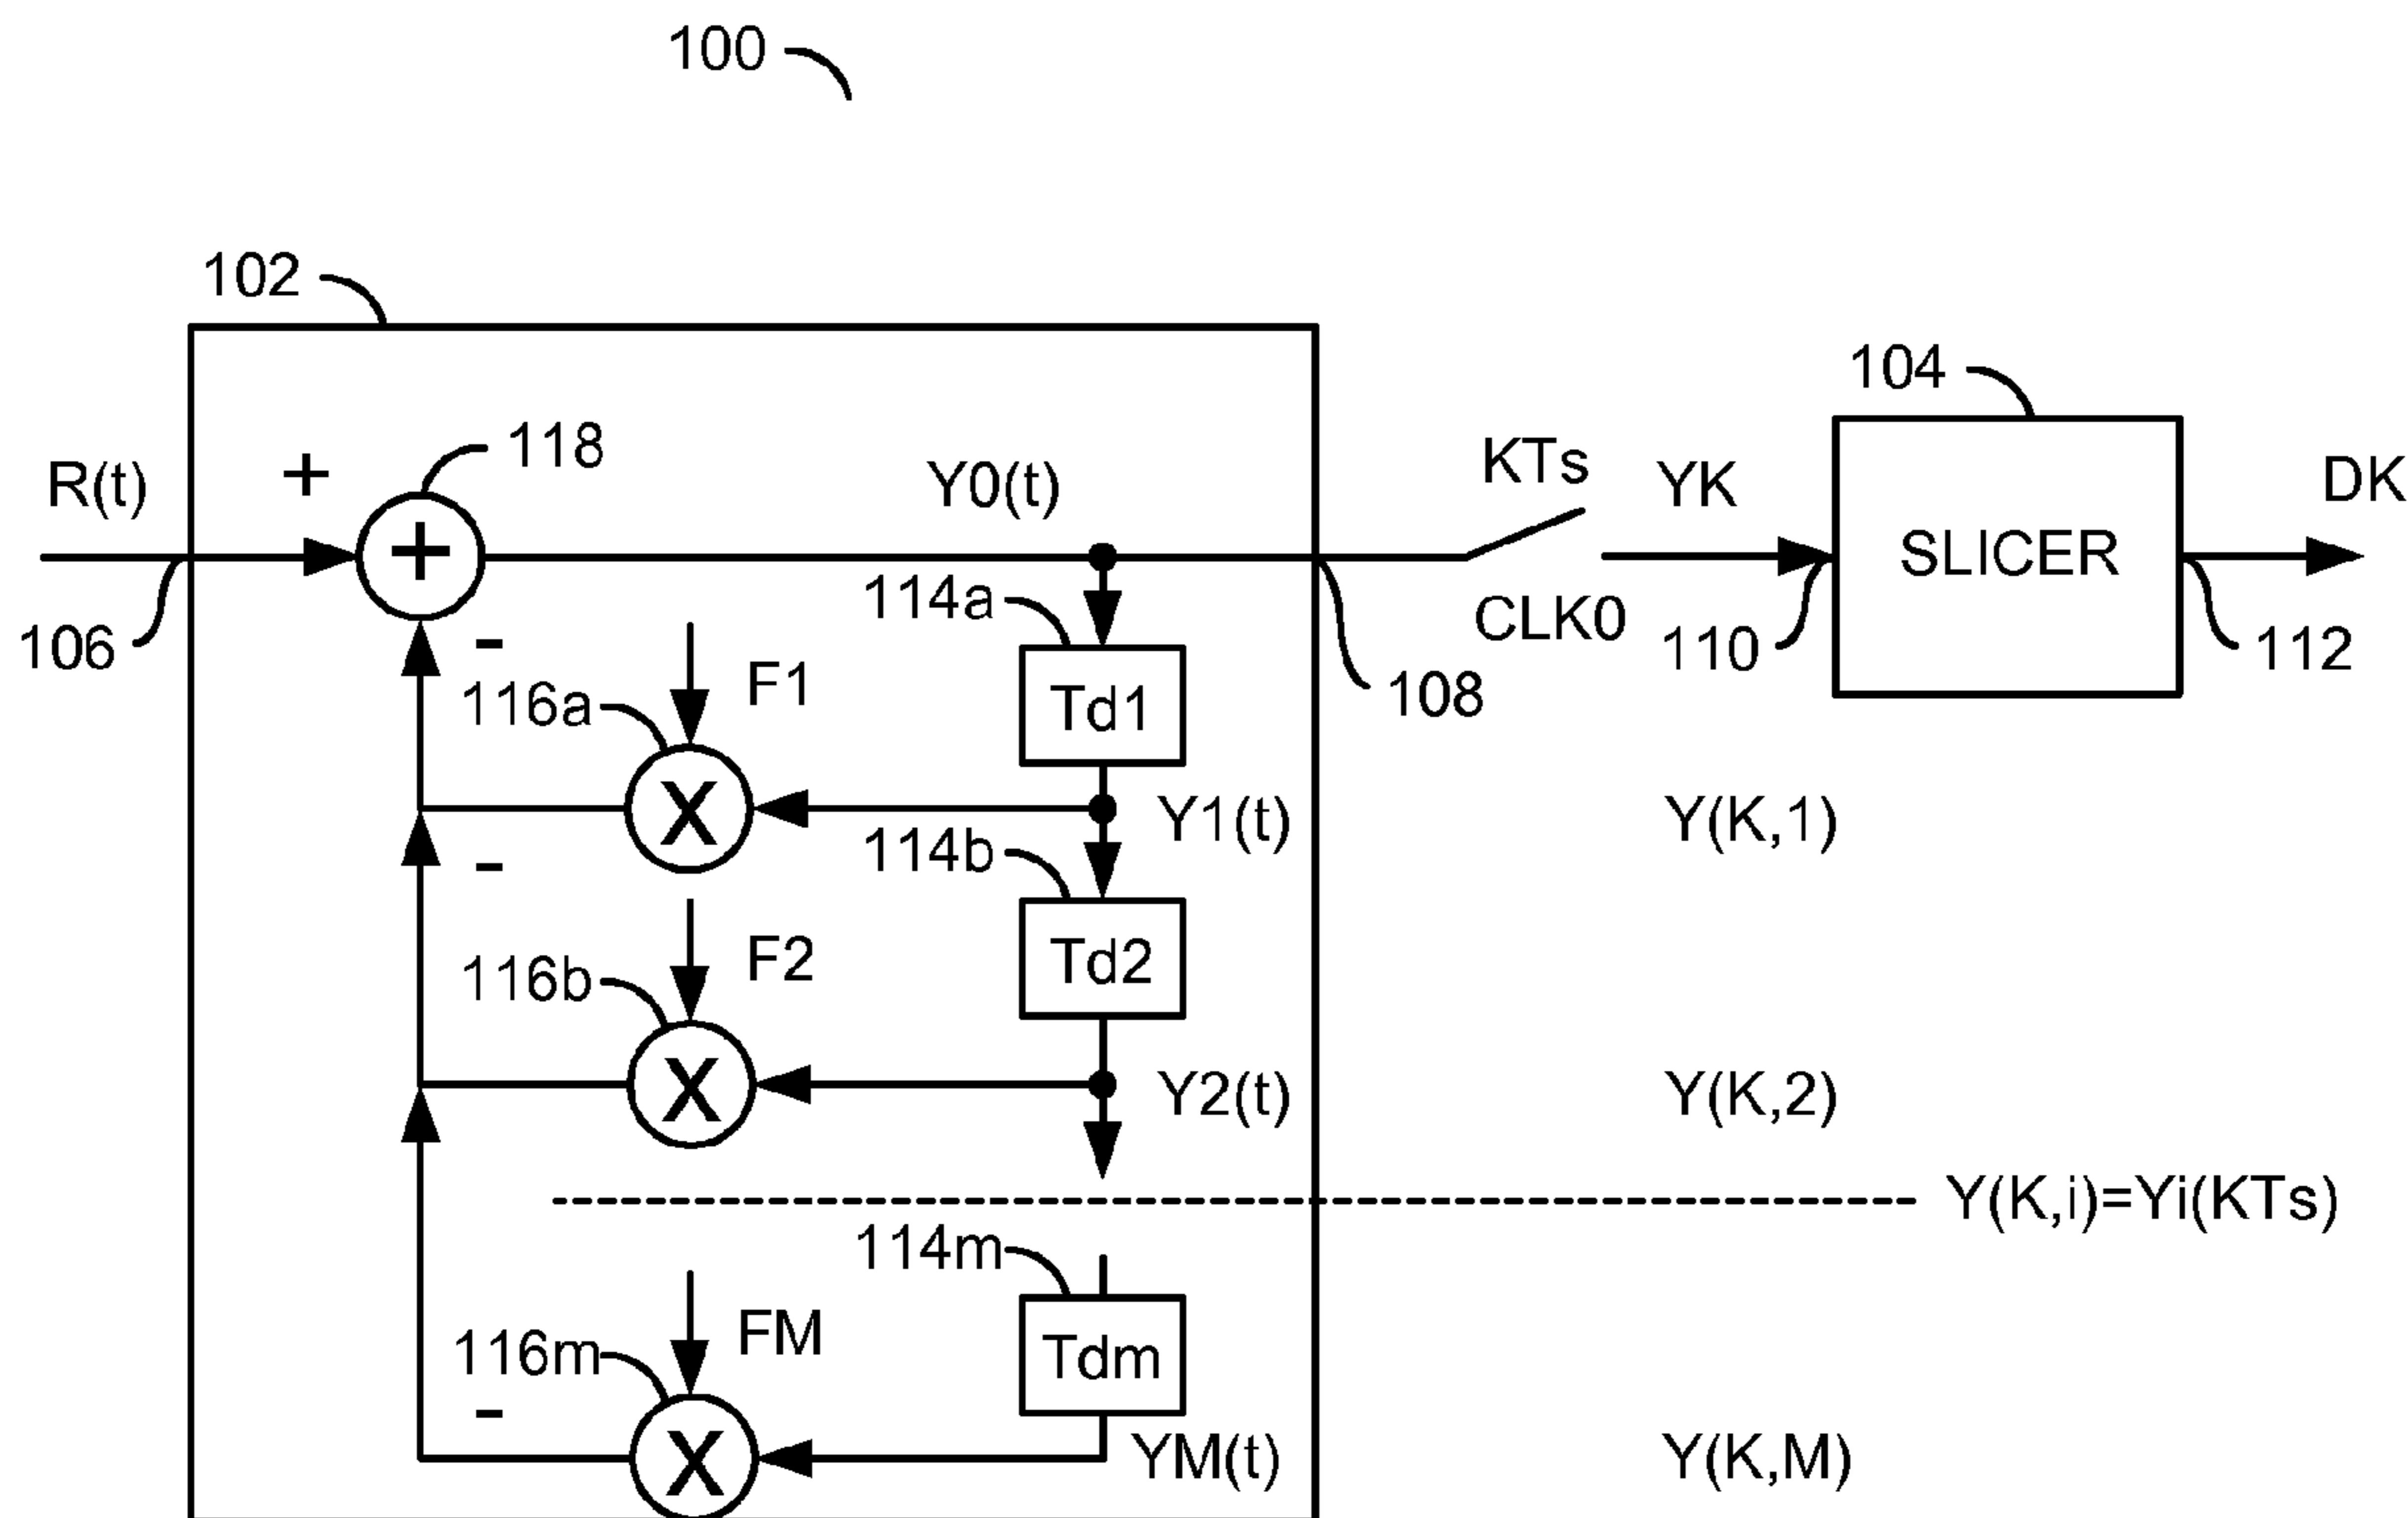 100
102
104
118
R(t)
+
+
Y0(t)
KTs
YK
DK
SLICER
106
-
F1
114a
CLK0
110
112
116a
Td1
108
X
Y1(t)
Y(K,1)
-
114b
F2
116b
Td2
X
Y2(t)
Y(K,2)
Y(K,i)=Yi(KTs)
114m
FM
116m
Tdm
-
X
YM(t)
Y(K,M)